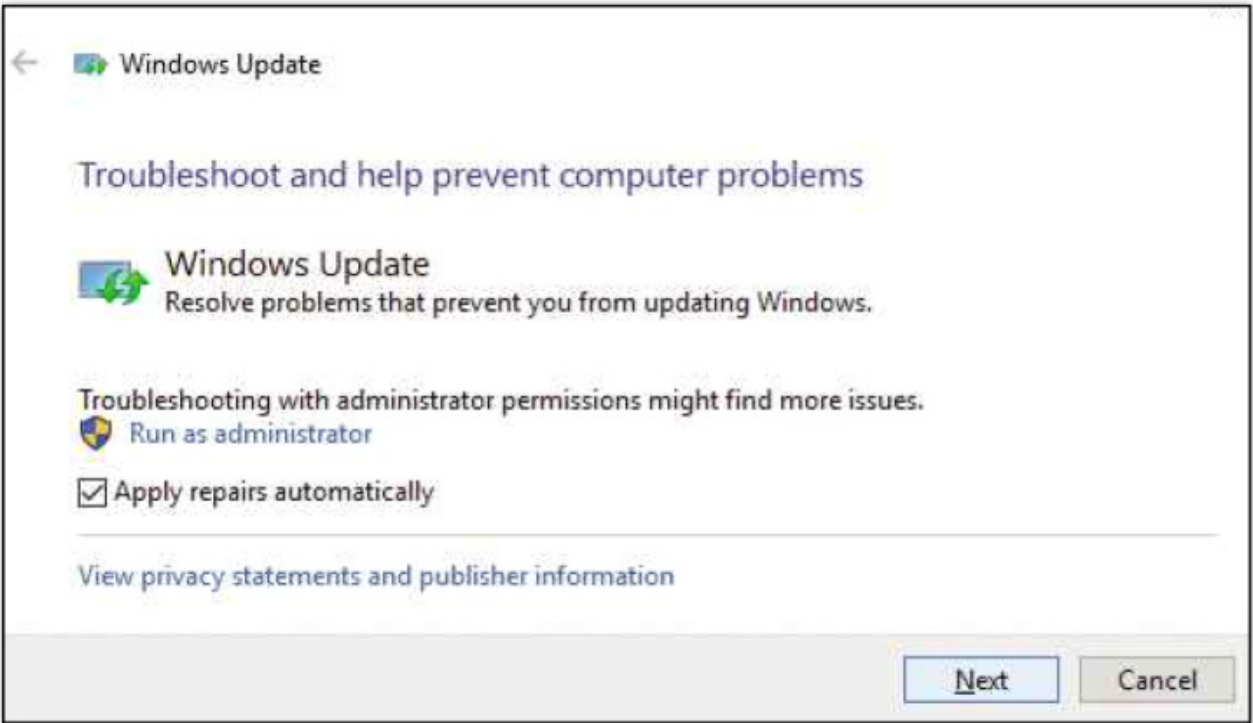 Windows Update
Troubleshoot and help prevent computer problems
Windows Update
Resolve problems that prevent you from updating Windows.
Troubleshooting with administrator permissions might find more issues.
Run as administrator
Apply repairs automatically
View privacy statements and publisher information
Next
Cancel